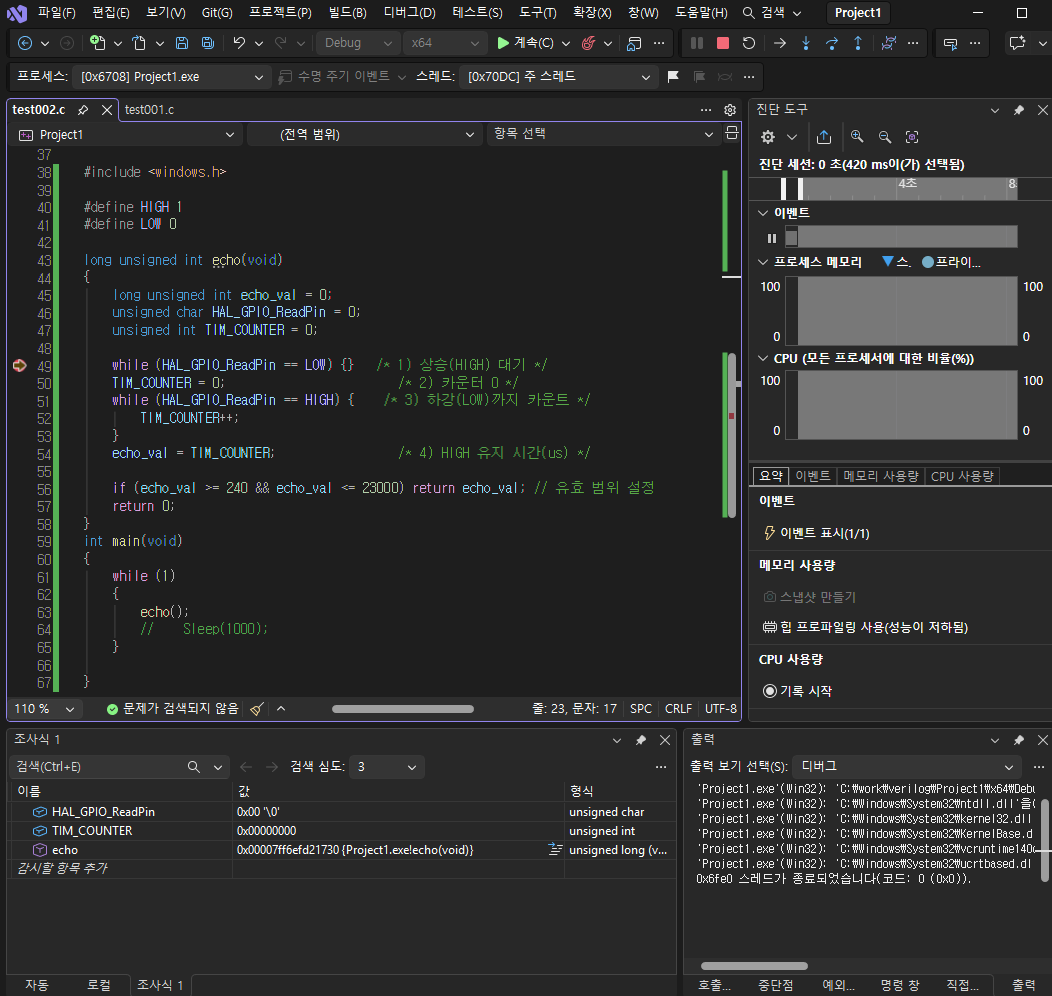 파일(F) 편집(E) 보기(V) Git(G) 프로젝트(P) 빌드(B) 디버그(D) 테스트(S) 도구(T) 확장(X) 창(W) 도움말(H) 검색 Project1
Debug x64 계속(C)
프로세스: [0x6708] Project1.exe 수명 주기 이벤트 스레드: [0x70DC] 주 스레드
test002.c test001.c
Project1 (전역 범위) 항목 선택
37
38 #include <windows.h>
39
40 #define HIGH 1
41 #define LOW 0
42
43 long unsigned int echo(void)
44 {
45 long unsigned int echo_val = 0;
46 unsigned char HAL_GPIO_ReadPin = 0;
47 unsigned int TIM_COUNTER = 0;
48
49 while (HAL_GPIO_ReadPin == LOW) {} /* 1) 상승(HIGH) 대기 */
50 TIM_COUNTER = 0; /* 2) 카운터 0 */
51 while (HAL_GPIO_ReadPin == HIGH) { /* 3) 하강(LOW)까지 카운트 */
52 TIM_COUNTER++;
53 }
54 echo_val = TIM_COUNTER; /* 4) HIGH 유지 시간(us) */
55
56 if (echo_val >= 240 && echo_val <= 23000) return echo_val; // 유효 범위 설정
57 return 0;
58 }
59 int main(void)
60 {
61 while (1)
62 {
63 echo();
64 // Sleep(1000);
65 }
66
67 }
110 % 문제가 검색되지 않음 줄: 23, 문자: 17 SPC CRLF UTF-8
진단 도구
진단 세션: 0 초(420 ms이(가) 선택됨)
4초 8
이벤트
프로세스 메모리 스. 프라이...
100 100
0 0
CPU (모든 프로세서에 대한 비율(%))
100 100
0 0
요약 이벤트 메모리 사용량 CPU 사용량
이벤트
이벤트 표시(1/1)
메모리 사용량
스냅샷 만들기
힙 프로파일링 사용(성능이 저하됨)
CPU 사용량
기록 시작
조사식 1
검색(Ctrl+E) 검색 심도: 3
이름 값 형식
HAL_GPIO_ReadPin 0x00 '\0' unsigned char
TIM_COUNTER 0x00000000 unsigned int
echo 0x00007ff6efd21730 {Project1.exe!echo(void)} unsigned long (v...
감시할 항목 추가
자동 로컬 조사식 1
출력
출력 보기 선택(S): 디버그
'Project1.exe'(Win32): 'C:₩work₩verilog₩Project1₩x64₩Debu
'Project1.exe'(Win32): 'C:₩Windows₩System32₩ntdll.dll'을(
'Project1.exe'(Win32): 'C:₩Windows₩System32₩kernel32.dll
'Project1.exe'(Win32): 'C:₩Windows₩System32₩KernelBase.d
'Project1.exe'(Win32): 'C:₩Windows₩System32₩vcruntime140
'Project1.exe'(Win32): 'C:₩Windows₩System32₩ucrtbased.dl
0x6fe0 스레드가 종료되었습니다(코드: 0 (0x0)).
호출... 중단점 예외... 명령 창 직접... 출력